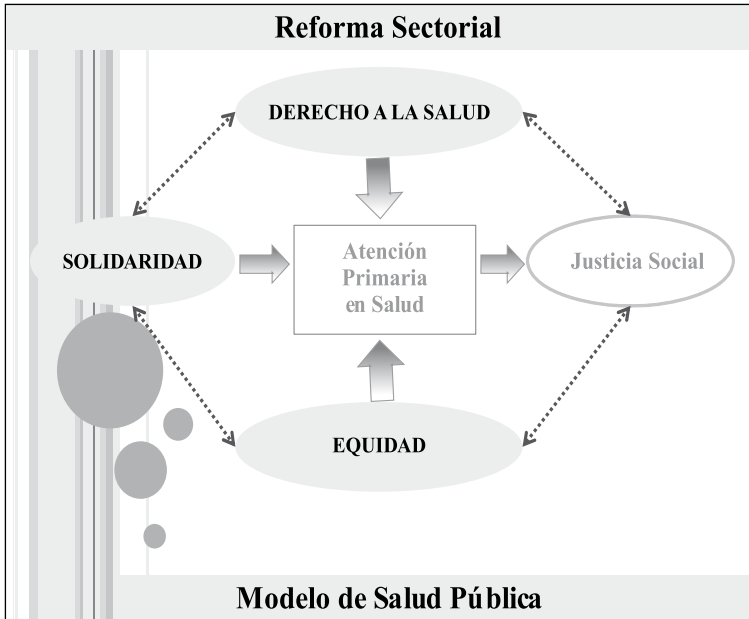 Reforma Sectorial
DERECHO A LA SALUD
SOLIDARIDAD
Atención
Primaria
en Salud
Justicia Social
EQUIDAD
Modelo de Salud Pública